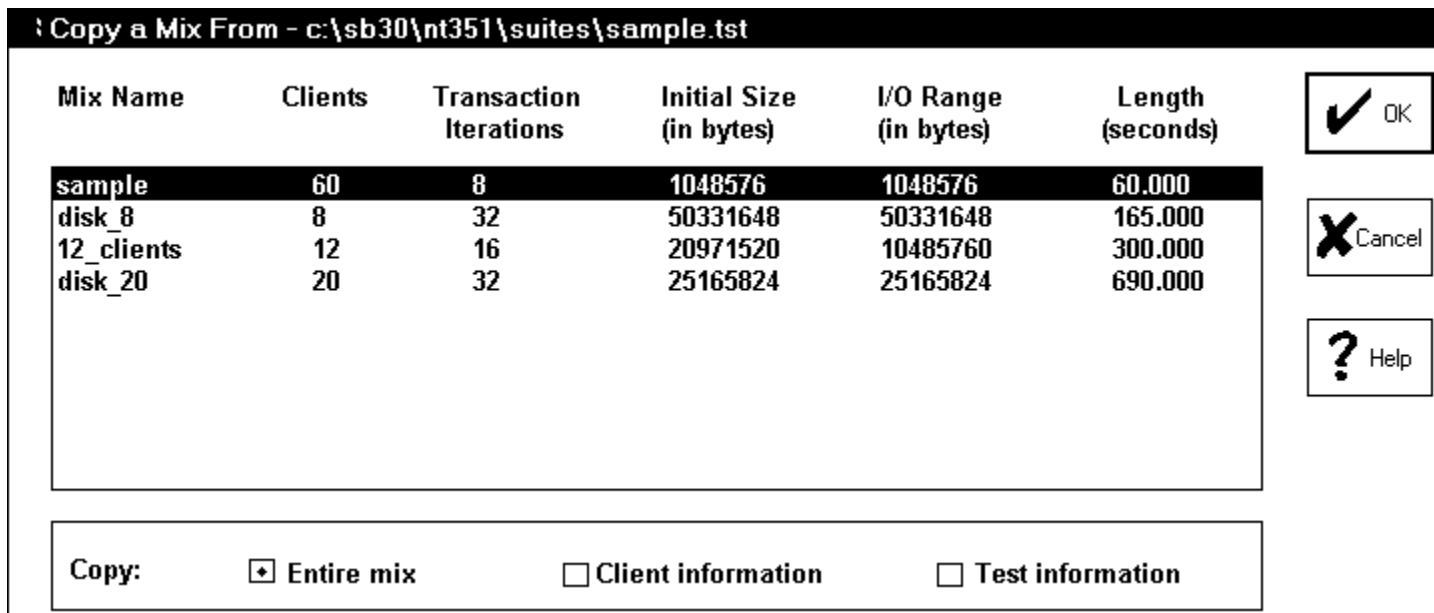 Copy a Mix From - c:\sb30\nt351\suites\sample.tst
Mix Name Clients Transaction Iterations Initial Size (in bytes) I/O Range (in bytes) Length (seconds)
sample 60 8 1048576 1048576 60.000
disk_8 8 32 50331648 50331648 165.000
12_clients 12 16 20971520 10485760 300.000
disk_20 20 32 25165824 25165824 690.000
OK
Cancel
Help
Copy: Entire mix Client information Test information